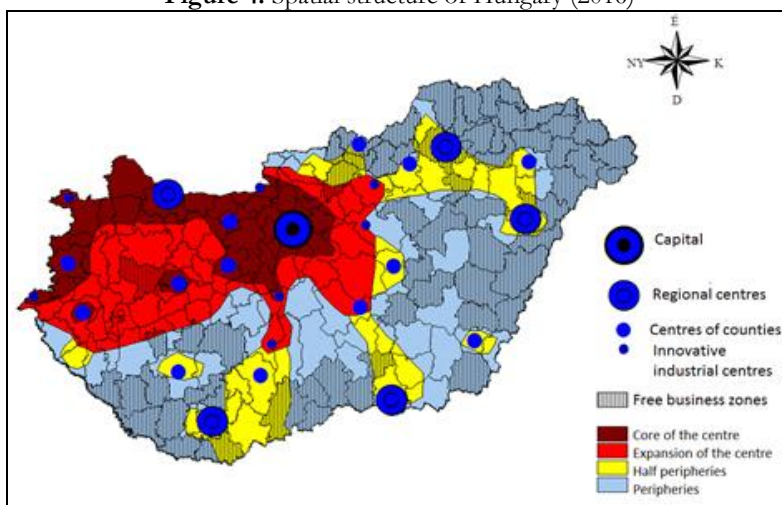 Figure 4. Spatial structure of Hungary (2016)
É
NY
K
D
Capital
Regional centres
Centres of counties
Innovative
industrial centres
Free business zones
Core of the centre
Expansion of the centre
Half peripheries
Peripheries